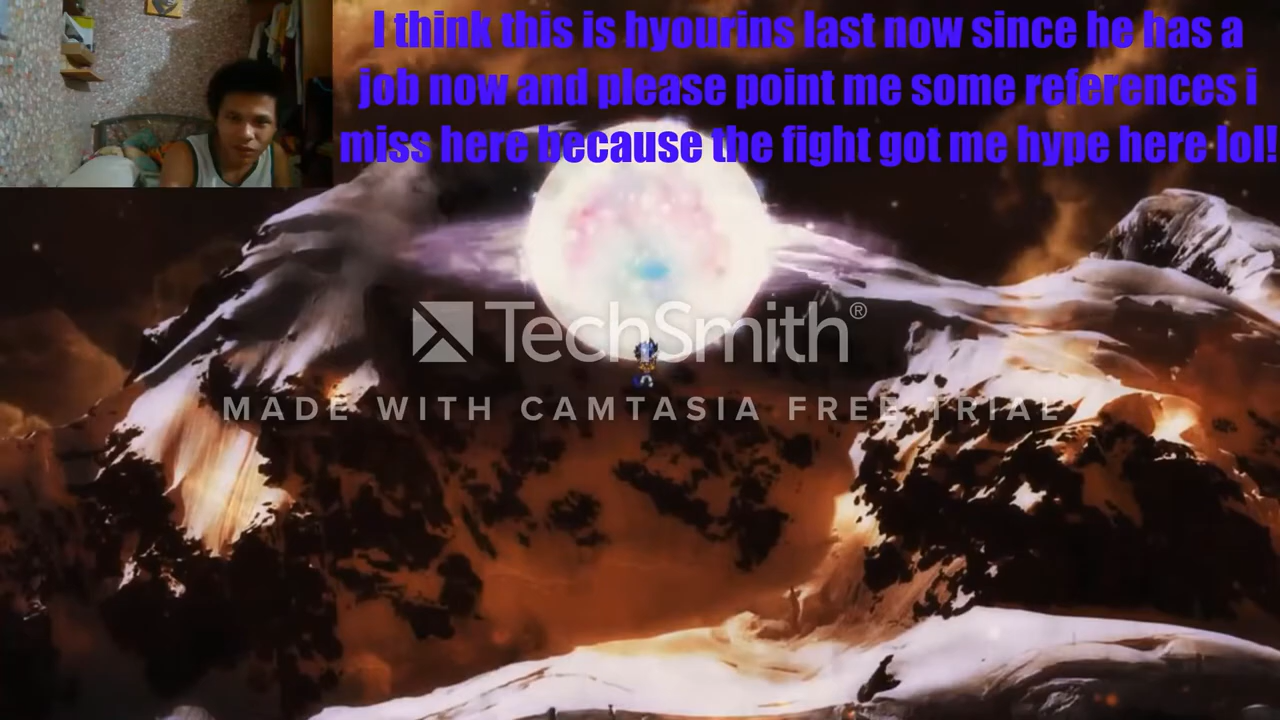 I think this is hyourins last now since he has a
job now and please point me some references i
miss here because the fight got me hype here lol!
TechSmith®
MADE WITH CAMTASIA FREE TRIAL